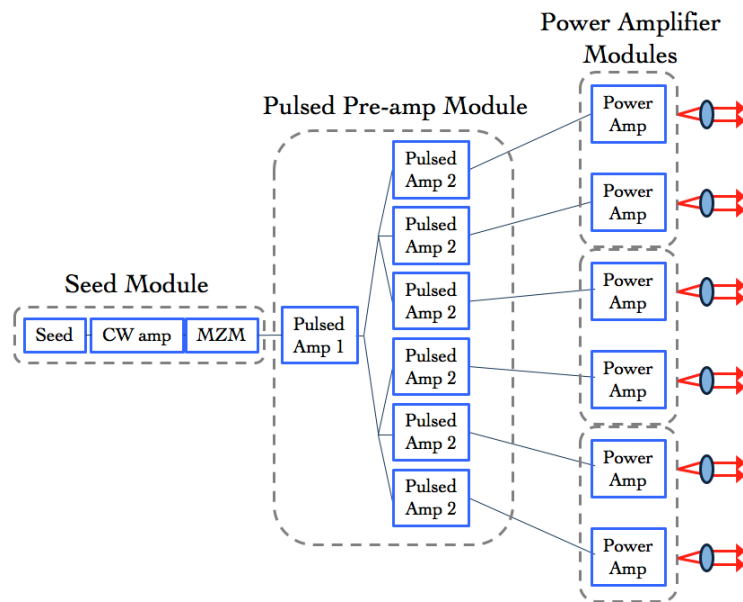 Power Amplifier
Modules
Pulsed Pre-amp Module
Seed Module
Seed
CW amp
MZM
Pulsed
Amp 1
Pulsed
Amp 2
Pulsed
Amp 2
Pulsed
Amp 2
Pulsed
Amp 2
Pulsed
Amp 2
Pulsed
Amp 2
Power
Amp
Power
Amp
Power
Amp
Power
Amp
Power
Amp
Power
Amp